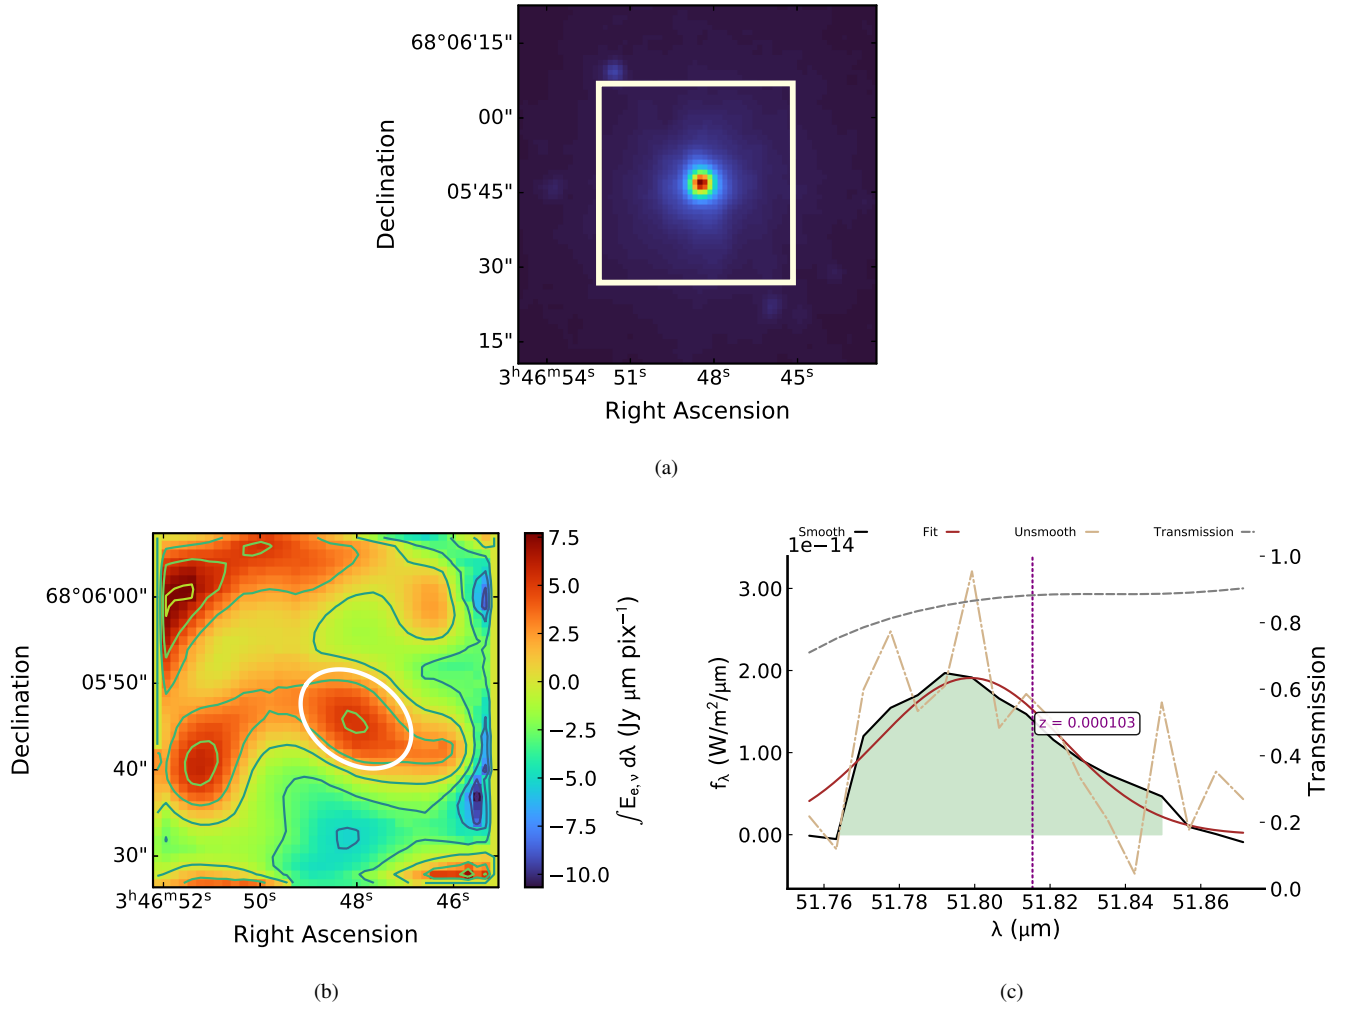 68°06'15"
00"
05'45"
30"
15"
Declination
3ʰ46ᵐ54ˢ 51ˢ 48ˢ 45ˢ
Right Ascension
(a)
68°06'00"
05'50"
40"
30"
Declination
3ʰ46ᵐ52ˢ 50ˢ 48ˢ 46ˢ
Right Ascension
7.5
5.0
2.5
0.0
−2.5
−5.0
−7.5
−10.0
∫E_{e,ν} dλ (Jy μm pix⁻¹)
(b)
Smooth Fit Unsmooth Transmission
1e−14
3.00
2.00
1.00
0.00
f_λ (W/m²/μm)
z = 0.000103
1.0
0.8
0.6
0.4
0.2
0.0
Transmission
51.76 51.78 51.80 51.82 51.84 51.86
λ (μm)
(c)